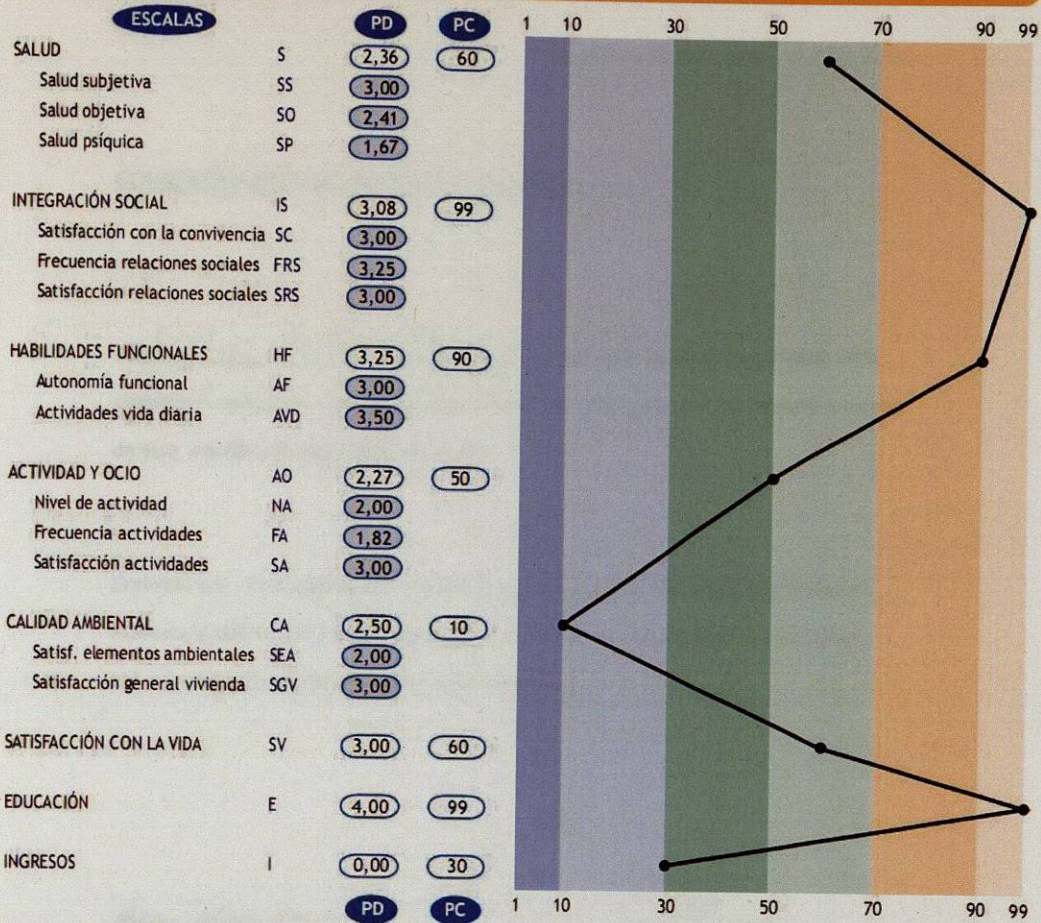 ESCALAS PD PC 1 10 30 50 70 90 99
SALUD S 2,36 60
Salud subjetiva SS 3,00
Salud objetiva SO 2,41
Salud psíquica SP 1,67
INTEGRACIÓN SOCIAL IS 3,08 99
Satisfacción con la convivencia SC 3,00
Frecuencia relaciones sociales FRS 3,25
Satisfacción relaciones sociales SRS 3,00
HABILIDADES FUNCIONALES HF 3,25 90
Autonomía funcional AF 3,00
Actividades vida diaria AVD 3,50
ACTIVIDAD Y OCIO AO 2,27 50
Nivel de actividad NA 2,00
Frecuencia actividades FA 1,82
Satisfacción actividades SA 3,00
CALIDAD AMBIENTAL CA 2,50 10
Satisf. elementos ambientales SEA 2,00
Satisfacción general vivienda SGV 3,00
SATISFACCIÓN CON LA VIDA SV 3,00 60
EDUCACIÓN E 4,00 99
INGRESOS I 0,00 30
PD PC 1 10 30 50 70 90 99